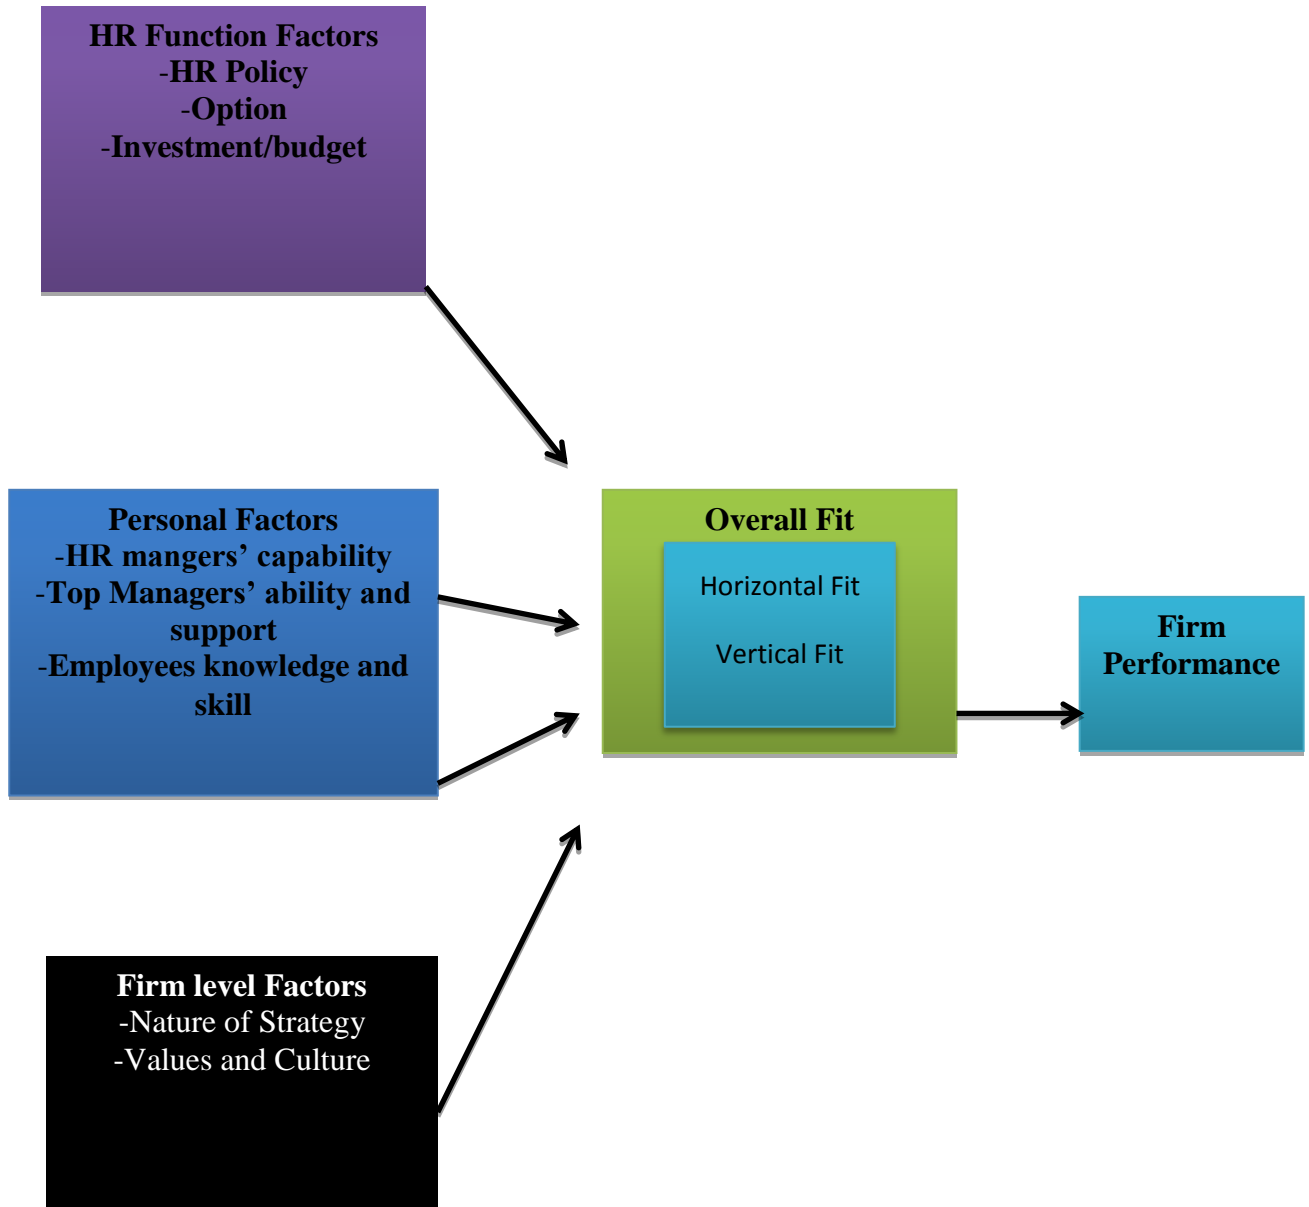 HR Function Factors
-HR Policy
-Option
-Investment/budget
Personal Factors
-HR mangers’ capability
-Top Managers’ ability and
support
-Employees knowledge and
skill
Overall Fit
Horizontal Fit
Vertical Fit
Firm
Performance
Firm level Factors
-Nature of Strategy
-Values and Culture